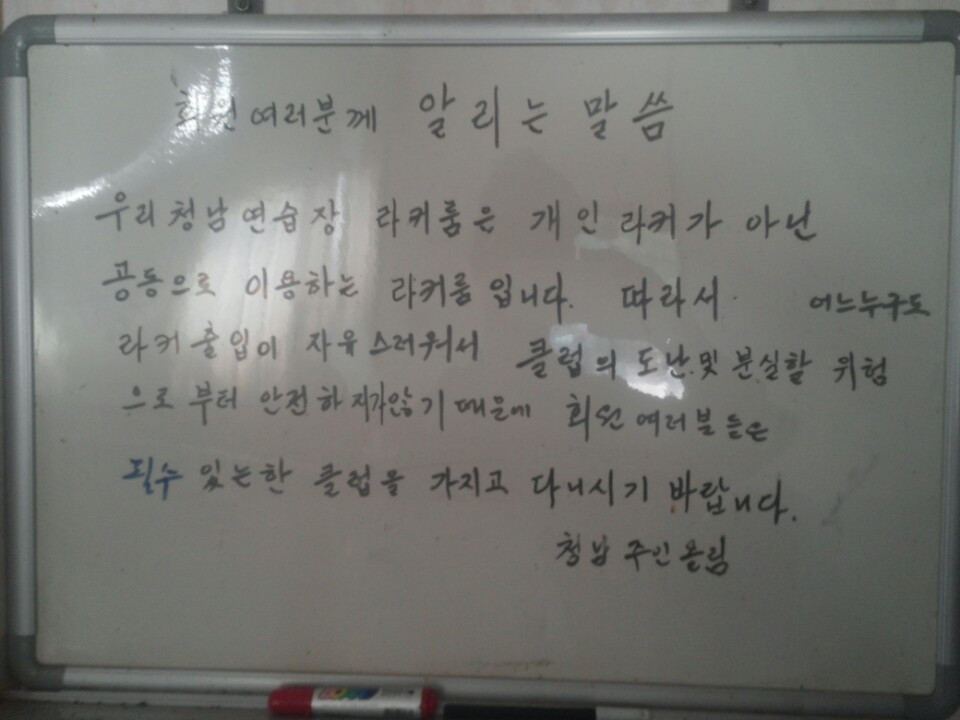 회원 여러분께 알리는 말씀
우리 청남 연습장 라커룸은 개인 라커가 아닌
공동으로 이용하는 라커룸 입니다. 따라서 어느누구도
라커 출입이 자유스러워서 클럽의 도난및 분실할 위험
으로 부터 안전하지가않기 때문에 회원 여러분들은
될수 있는한 클럽을 가지고 다니시기 바랍니다.
청남 주인올림